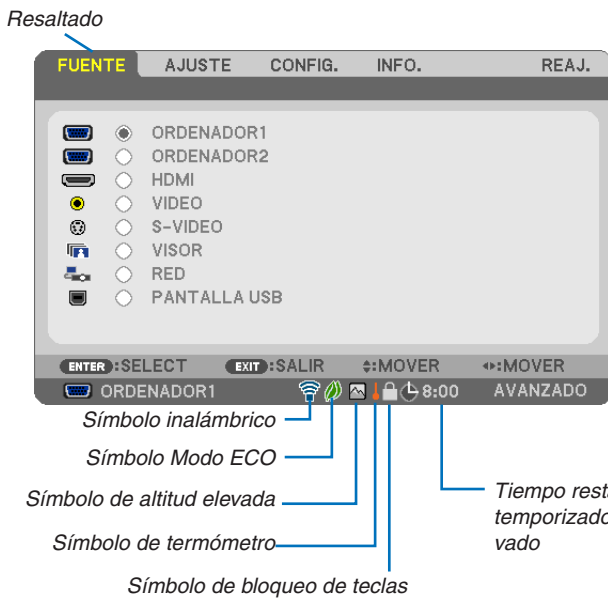 Resaltado
FUENTE AJUSTE CONFIG. INFO. REAJ.
ORDENADOR1
ORDENADOR2
HDMI
VIDEO
S-VIDEO
VISOR
RED
PANTALLA USB
ENTER:SELECT EXIT:SALIR :MOVER :MOVER
ORDENADOR1 8:00 AVANZADO
Símbolo inalámbrico
Símbolo Modo ECO
Símbolo de altitud elevada
Tiempo
vado
Símbolo de termómetro
Símbolo de bloqueo de teclas